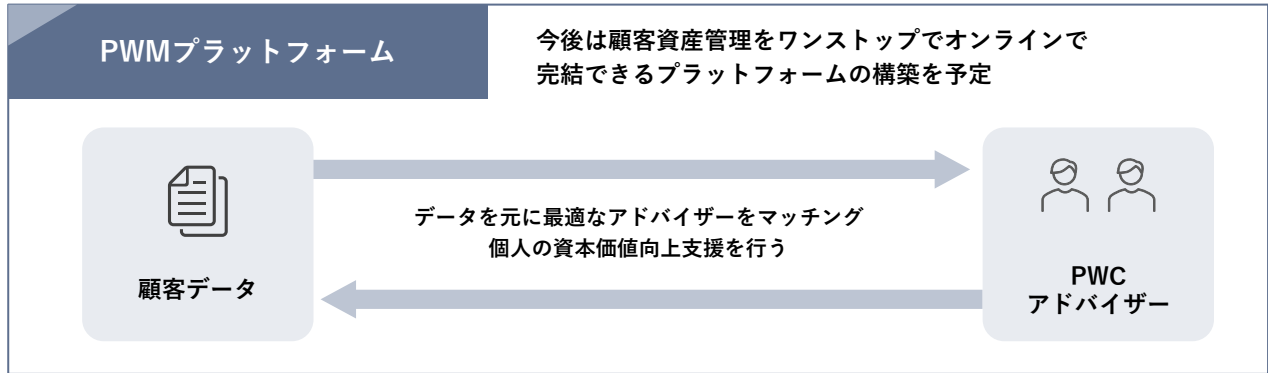 PWMプラットフォーム
今後は顧客資産管理をワンストップでオンラインで
完結できるプラットフォームの構築を予定
データを元に最適なアドバイザーをマッチング
個人の資本価値向上支援を行う
顧客データ
PWC
アドバイザー